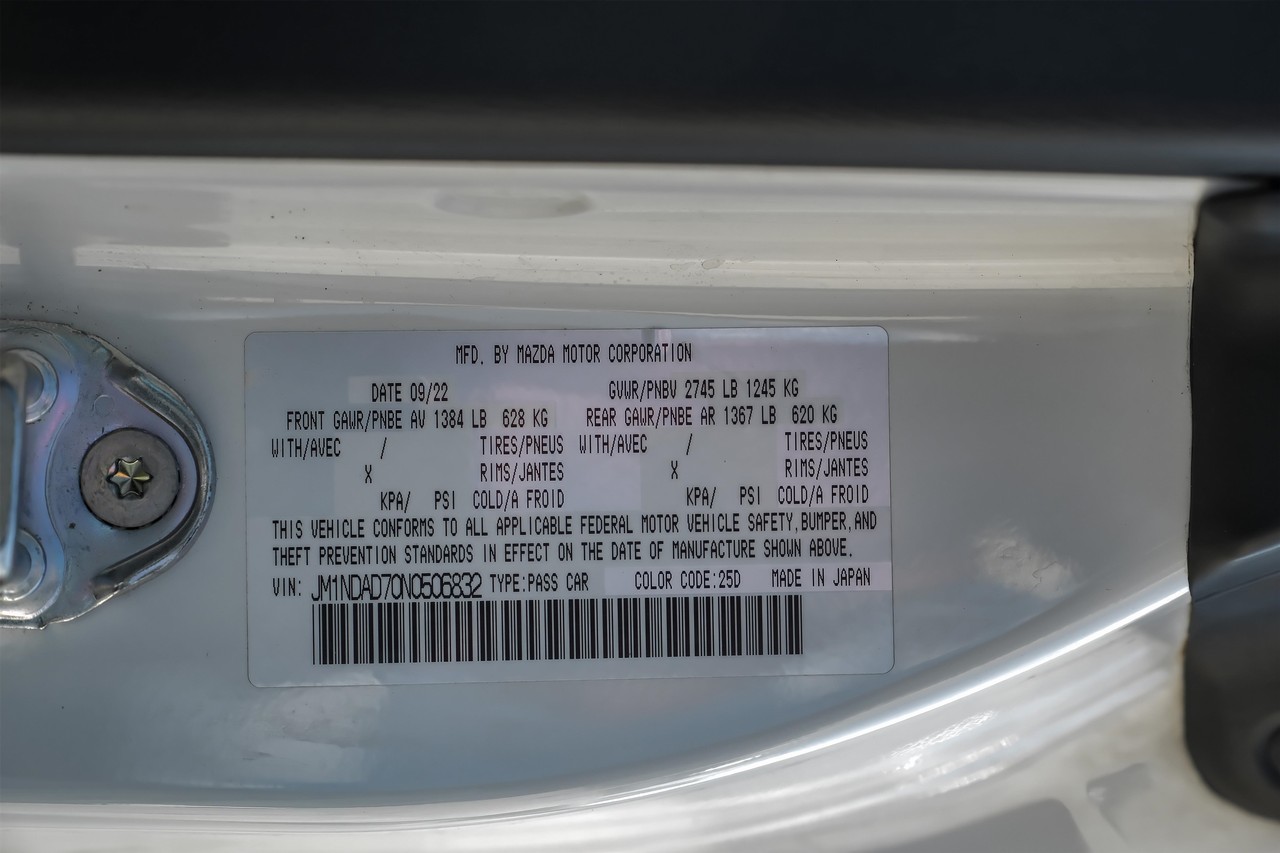 MFD. BY MAZDA MOTOR CORPORATION
DATE 09/22 GVWR/PNBV 2745 LB 1245 KG
FRONT GAWR/PNBE AV 1384 LB 628 KG REAR GAWR/PNBE AR 1367 LB 620 KG
WITH/AVEC / TIRES/PNEUS WITH/AVEC / TIRES/PNEUS
X RIMS/JANTES X RIMS/JANTES
KPA/ PSI COLD/A FROID KPA/ PSI COLD/A FROID
THIS VEHICLE CONFORMS TO ALL APPLICABLE FEDERAL MOTOR VEHICLE SAFETY, BUMPER, AND
THEFT PREVENTION STANDARDS IN EFFECT ON THE DATE OF MANUFACTURE SHOWN ABOVE.
VIN: JM1NDAD70N0506832 TYPE:PASS CAR COLOR CODE:25D MADE IN JAPAN